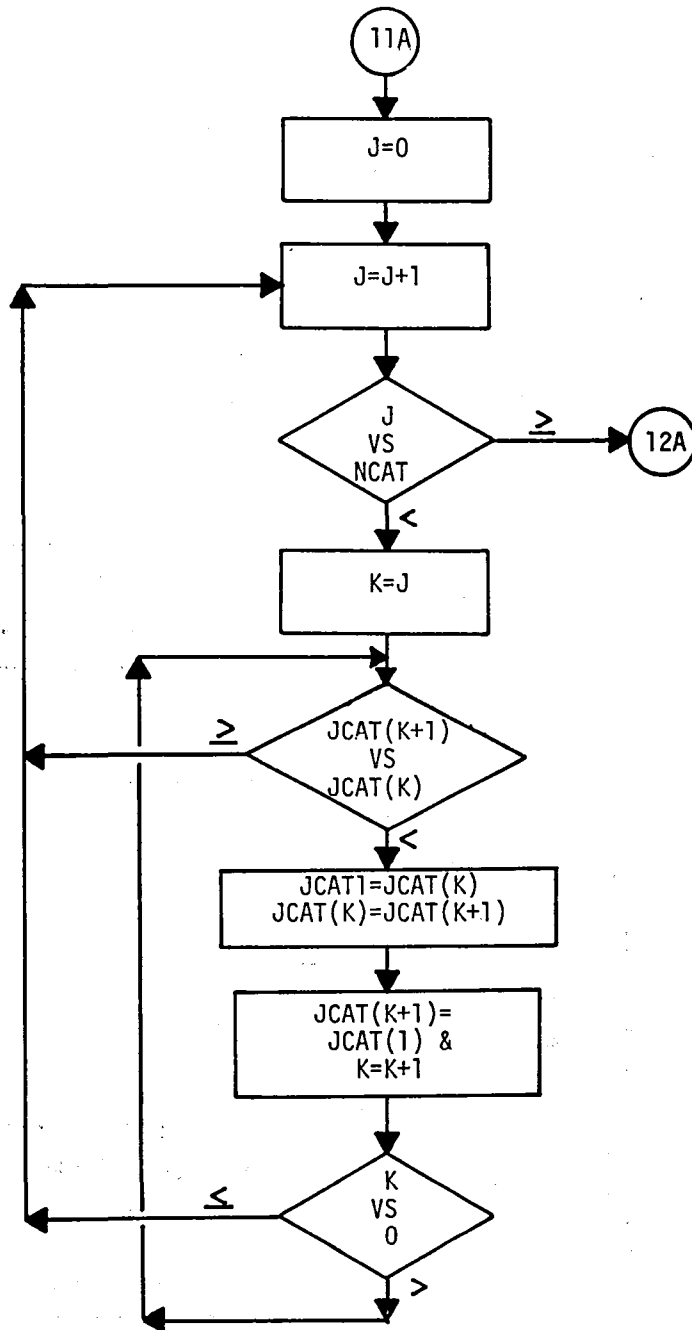 11A
J=0
J=J+1
J
VS
NCAT
≥
12A
<
K=J
JCAT(K+1)
VS
JCAT(K)
≥
<
JCAT1=JCAT(K)
JCAT(K)=JCAT(K+1)
JCAT(K+1)=
JCAT(1) &
K=K+1
K
VS
0
≤
>